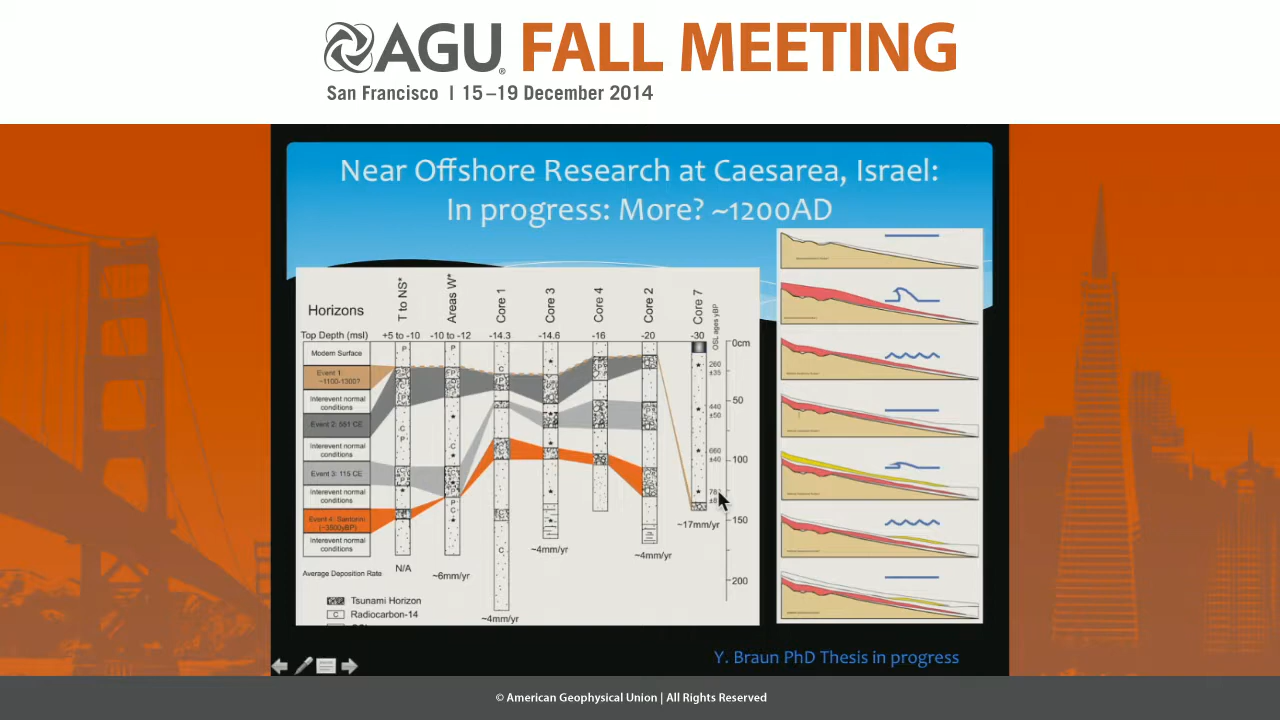 AGU FALL MEETING
San Francisco | 15–19 December 2014
Near Offshore Research at Caesarea, Israel:
In progress: More? ~1200AD
Horizons
T to NS*
Areas W*
Core 1
Core 3
Core 4
Core 2
Core 7
OSL ages yBP
Top Depth (msl)
+5 to -10
-10 to -12
-14.3
-14.6
-16
-20
-30
Modern Surface
Event 1:
~1100-1300?
Interevent normal
conditions
Event 2: 551 CE
Interevent normal
conditions
Event 3: 115 CE
Interevent normal
conditions
Event 4: Santorini
(~3500yBP)
Interevent normal
conditions
Average Deposition Rate
N/A
~6mm/yr
~4mm/yr
~4mm/yr
~4mm/yr
~17mm/yr
0cm
50
100
150
200
260
±35
440
±50
660
±40
Tsunami Horizon
C Radiocarbon-14
Y. Braun PhD Thesis in progress
© American Geophysical Union | All Rights Reserved